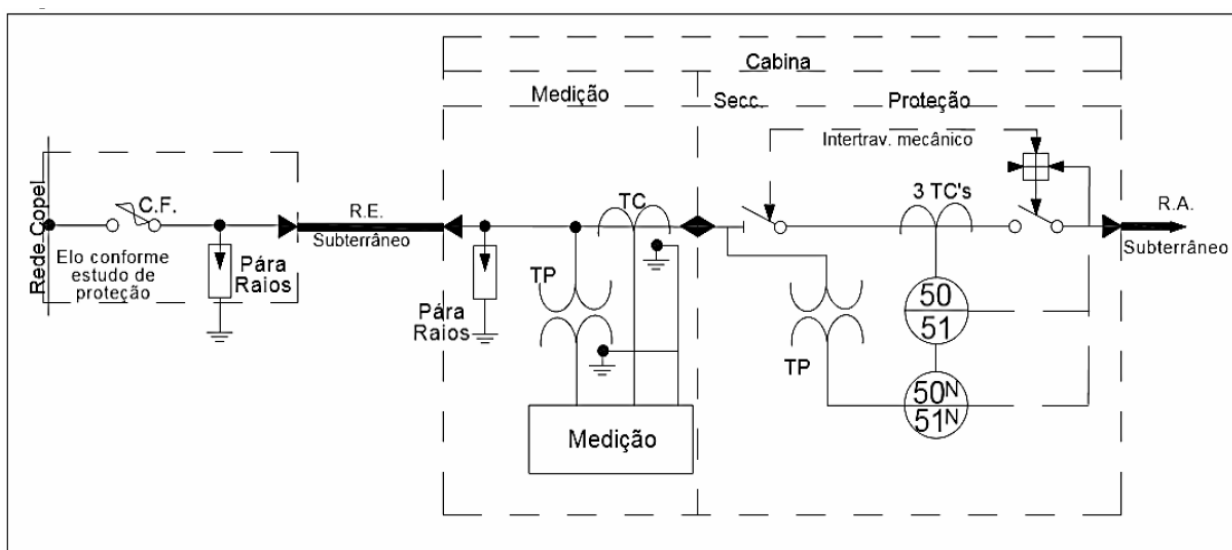 Cabina
Medição
Secc.
Proteção
Intertrav. mecânico
Rede Copel
C.F.
Elo conforme
estudo de
proteção
Pára
Raios
R.E.
Subterrâneo
Pára
Raios
TP
TC
Medição
TP
3 TC's
50
51
50N
51N
R.A.
Subterrâneo